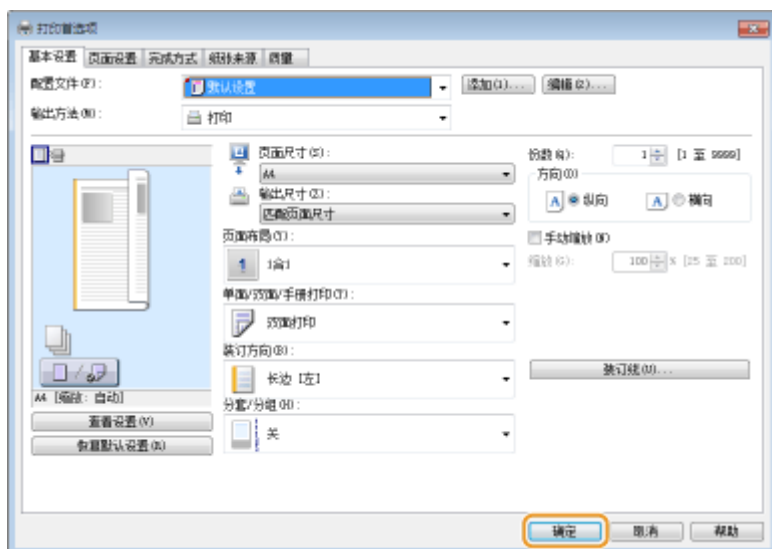 打印首选项
基本设置 页面设置 完成方式 纸张来源 质量
配置文件(F): 默认设置 添加(1)... 编辑(2)...
输出方法(M): 打印
页面尺寸(S):
A4
输出尺寸(Z):
匹配页面尺寸
页面布局(Y):
1合1
单面/双面/手册打印(T):
双面打印
装订方向(B):
长边 [左]
分套/分组(H):
关
份数(Q): 1 [1 至 9999]
方向(O)
A 纵向 A 横向
手动缩放(W)
缩放(G): 100 % [25 至 200]
装订线(U)...
A4 [缩放: 自动]
查看设置(V)
恢复默认设置(R)
确定 取消 帮助